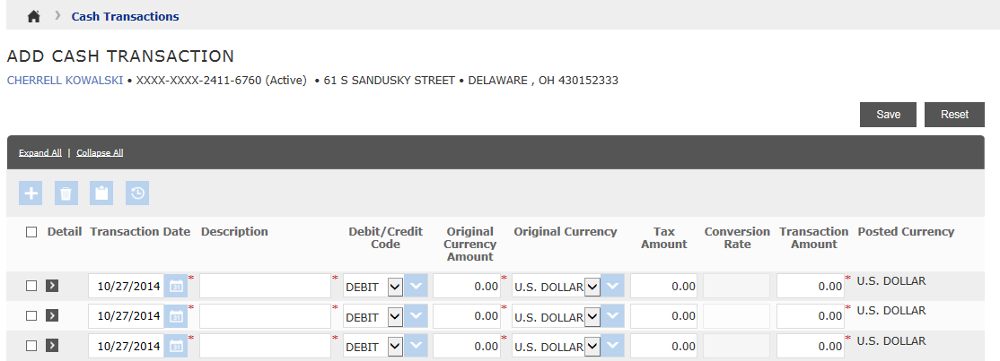 Cash Transactions
ADD CASH TRANSACTION
CHERRELL KOWALSKI • XXXX-XXXX-2411-6760 (Active) • 61 S SANDUSKY STREET • DELAWARE , OH 430152333
Save Reset
Expand All | Collapse All
Detail Transaction Date Description Debit/Credit Code Original Currency Amount Original Currency Tax Amount Conversion Rate Transaction Amount Posted Currency
10/27/2014 * * DEBIT 0.00 * U.S. DOLLAR 0.00 0.00 * U.S. DOLLAR
10/27/2014 * * DEBIT 0.00 * U.S. DOLLAR 0.00 0.00 * U.S. DOLLAR
10/27/2014 * * DEBIT 0.00 * U.S. DOLLAR 0.00 0.00 * U.S. DOLLAR